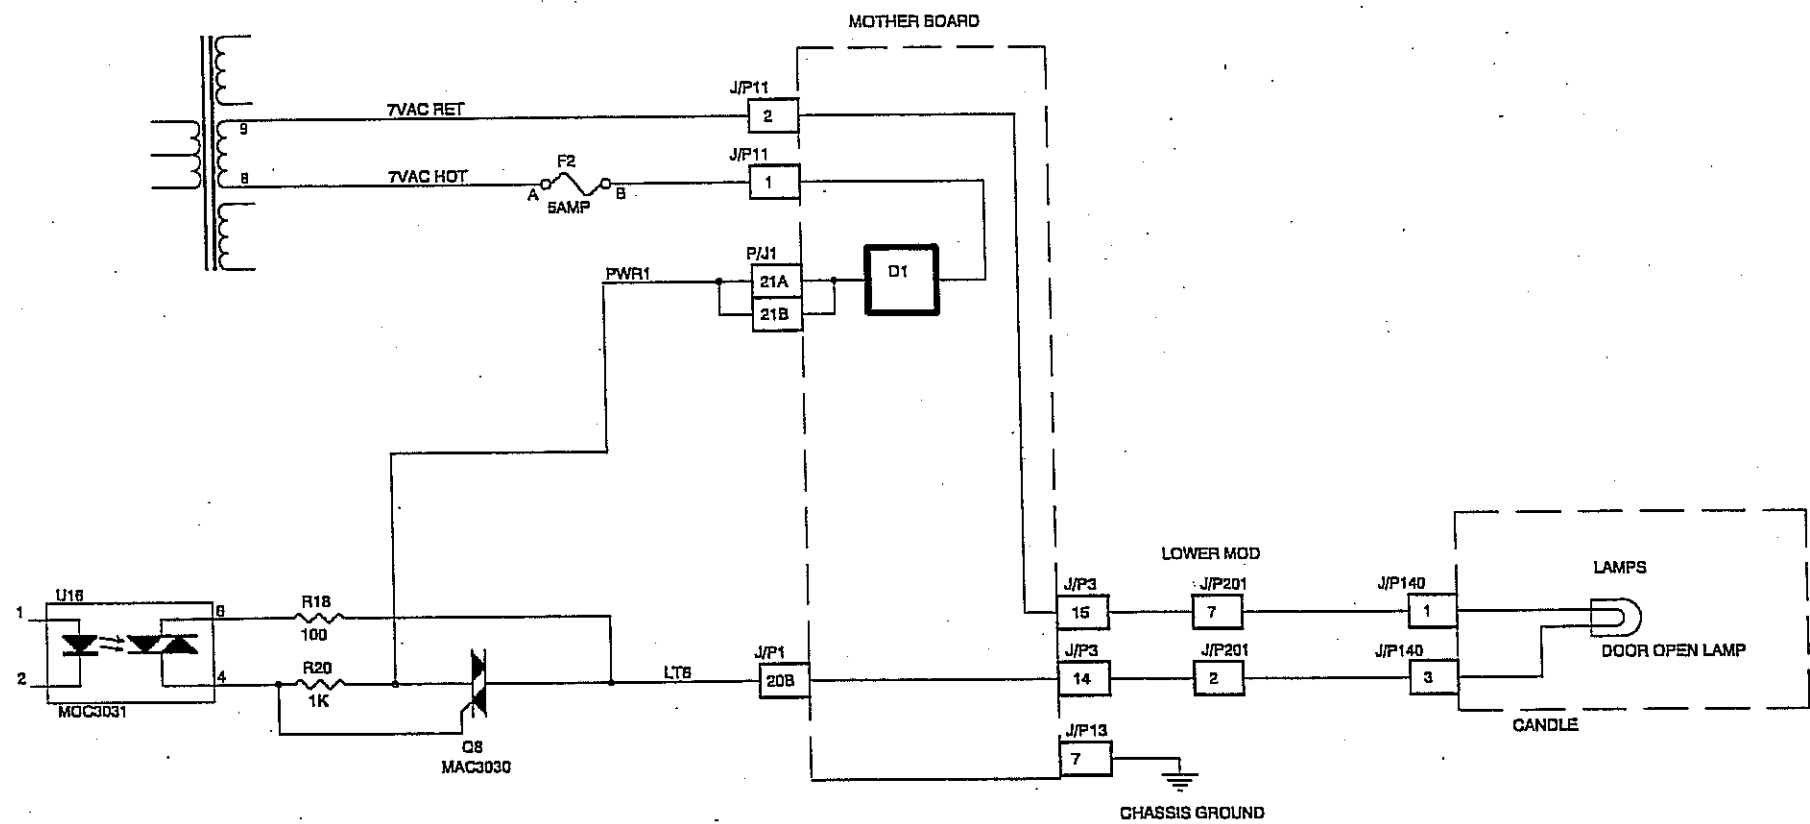 MOTHER BOARD
J/P11
7VAC RET
2
9
J/P11
F2
7VAC HOT
8
1
A
B
5AMP
P/J1
D1
PWR1
21A
21B
LOWER MOD
LAMPS
J/P3
J/P201
J/P140
U16
R18
6
1
15
7
1
100
J/P1
J/P3
J/P201
J/P140
DOOR OPEN LAMP
R20
4
2
LT6
20B
14
2
3
1K
MOC3031
CANDLE
J/P13
Q8
7
MAC3030
CHASSIS GROUND